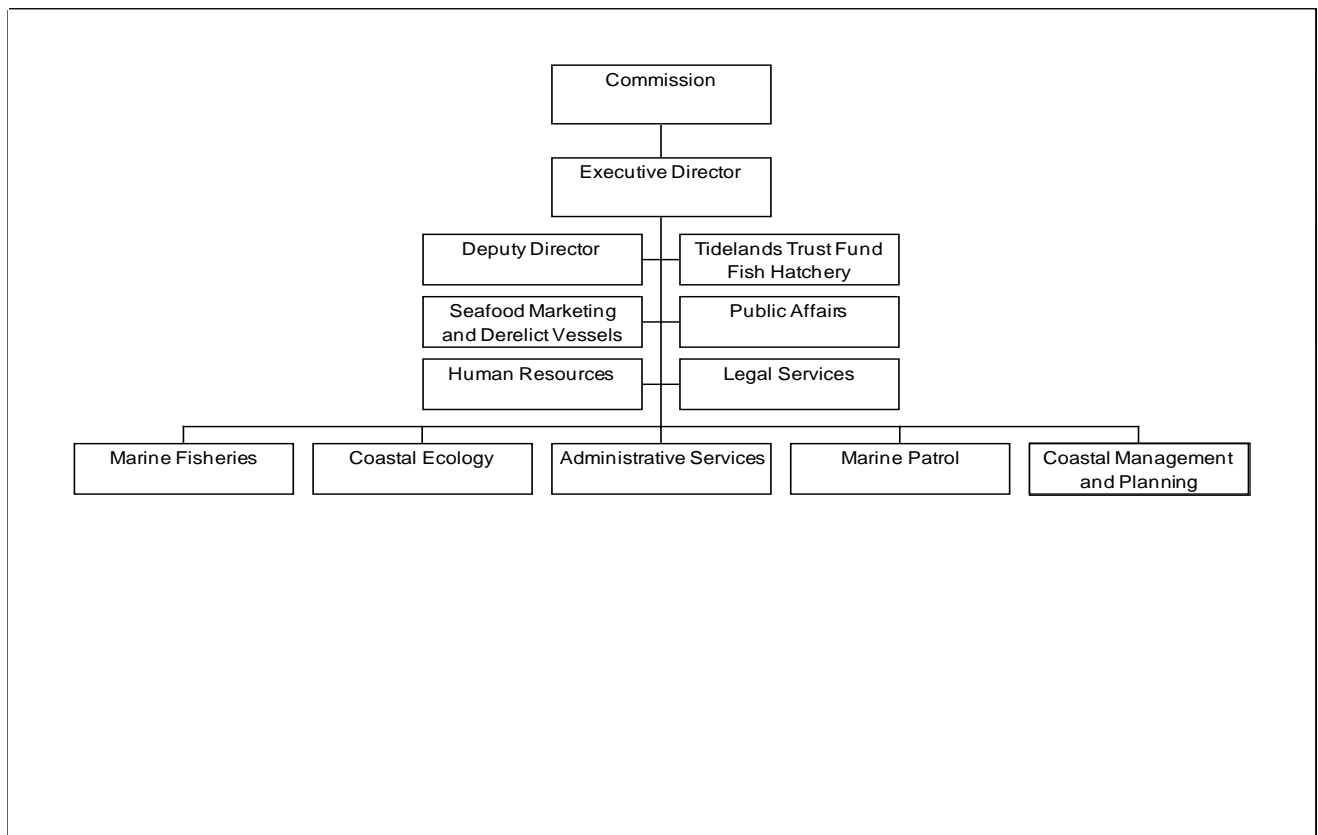 Commission
Executive Director
Deputy Director
Tidelands Trust Fund
Fish Hatchery
Seafood Marketing
and Derelict Vessels
Public Affairs
Human Resources
Legal Services
Marine Fisheries
Coastal Ecology
Administrative Services
Marine Patrol
Coastal Management
and Planning